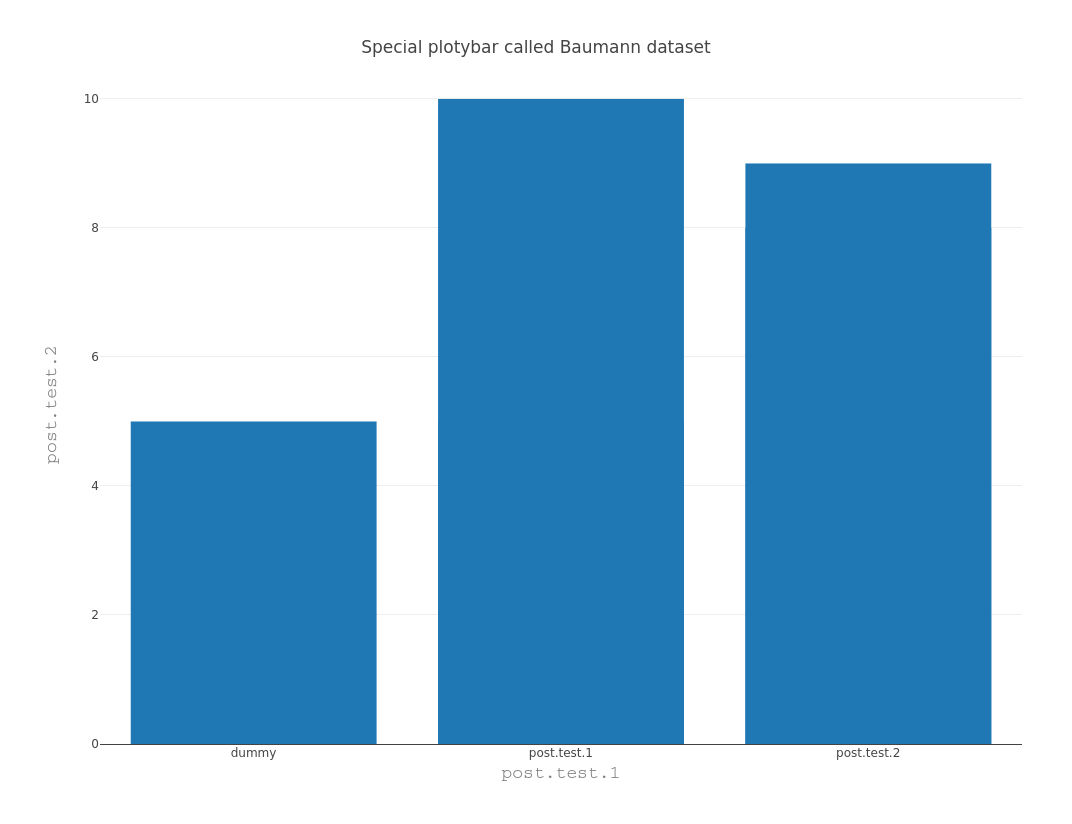 Special plotybar called Baumann dataset
10
8
6
4
2
0
post.test.2
dummy
post.test.1
post.test.2
post.test.1